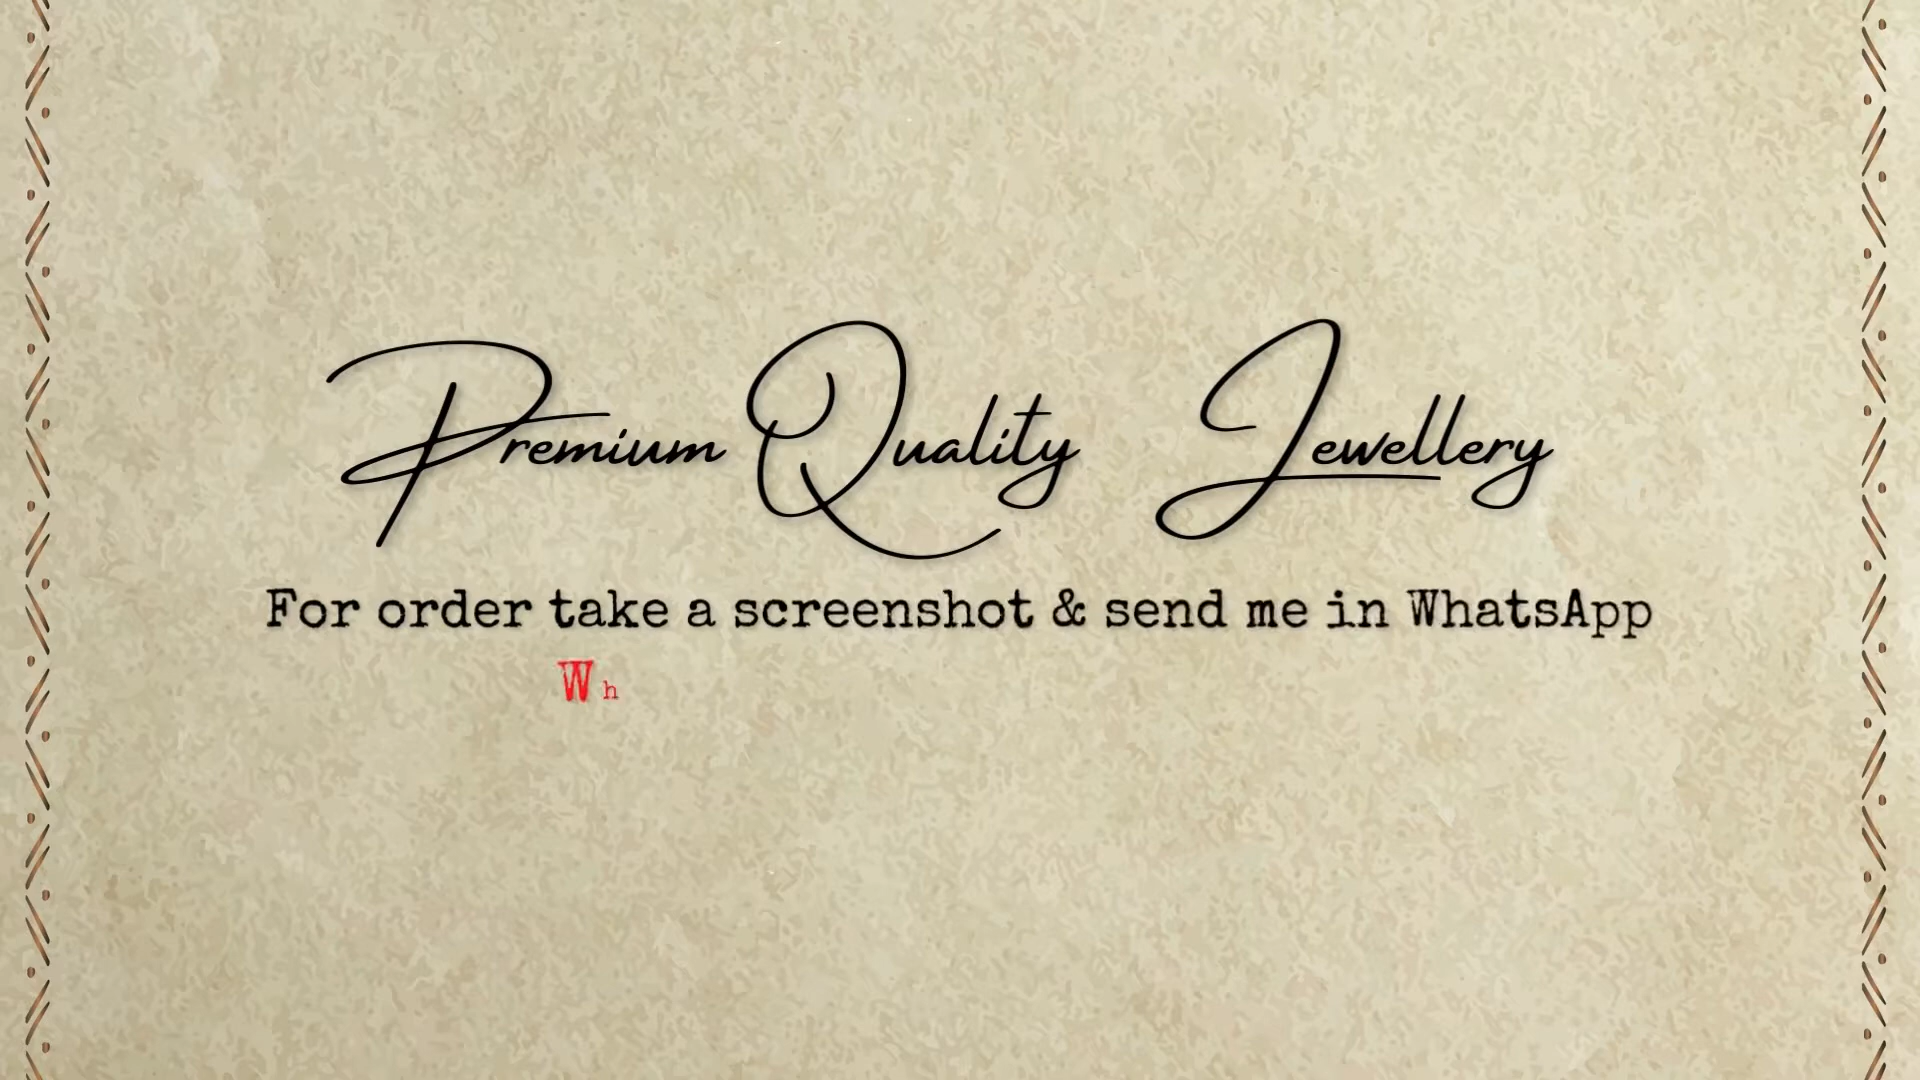 Premium Quality Jewellery
For order take a screenshot & send me in WhatsApp
Wh